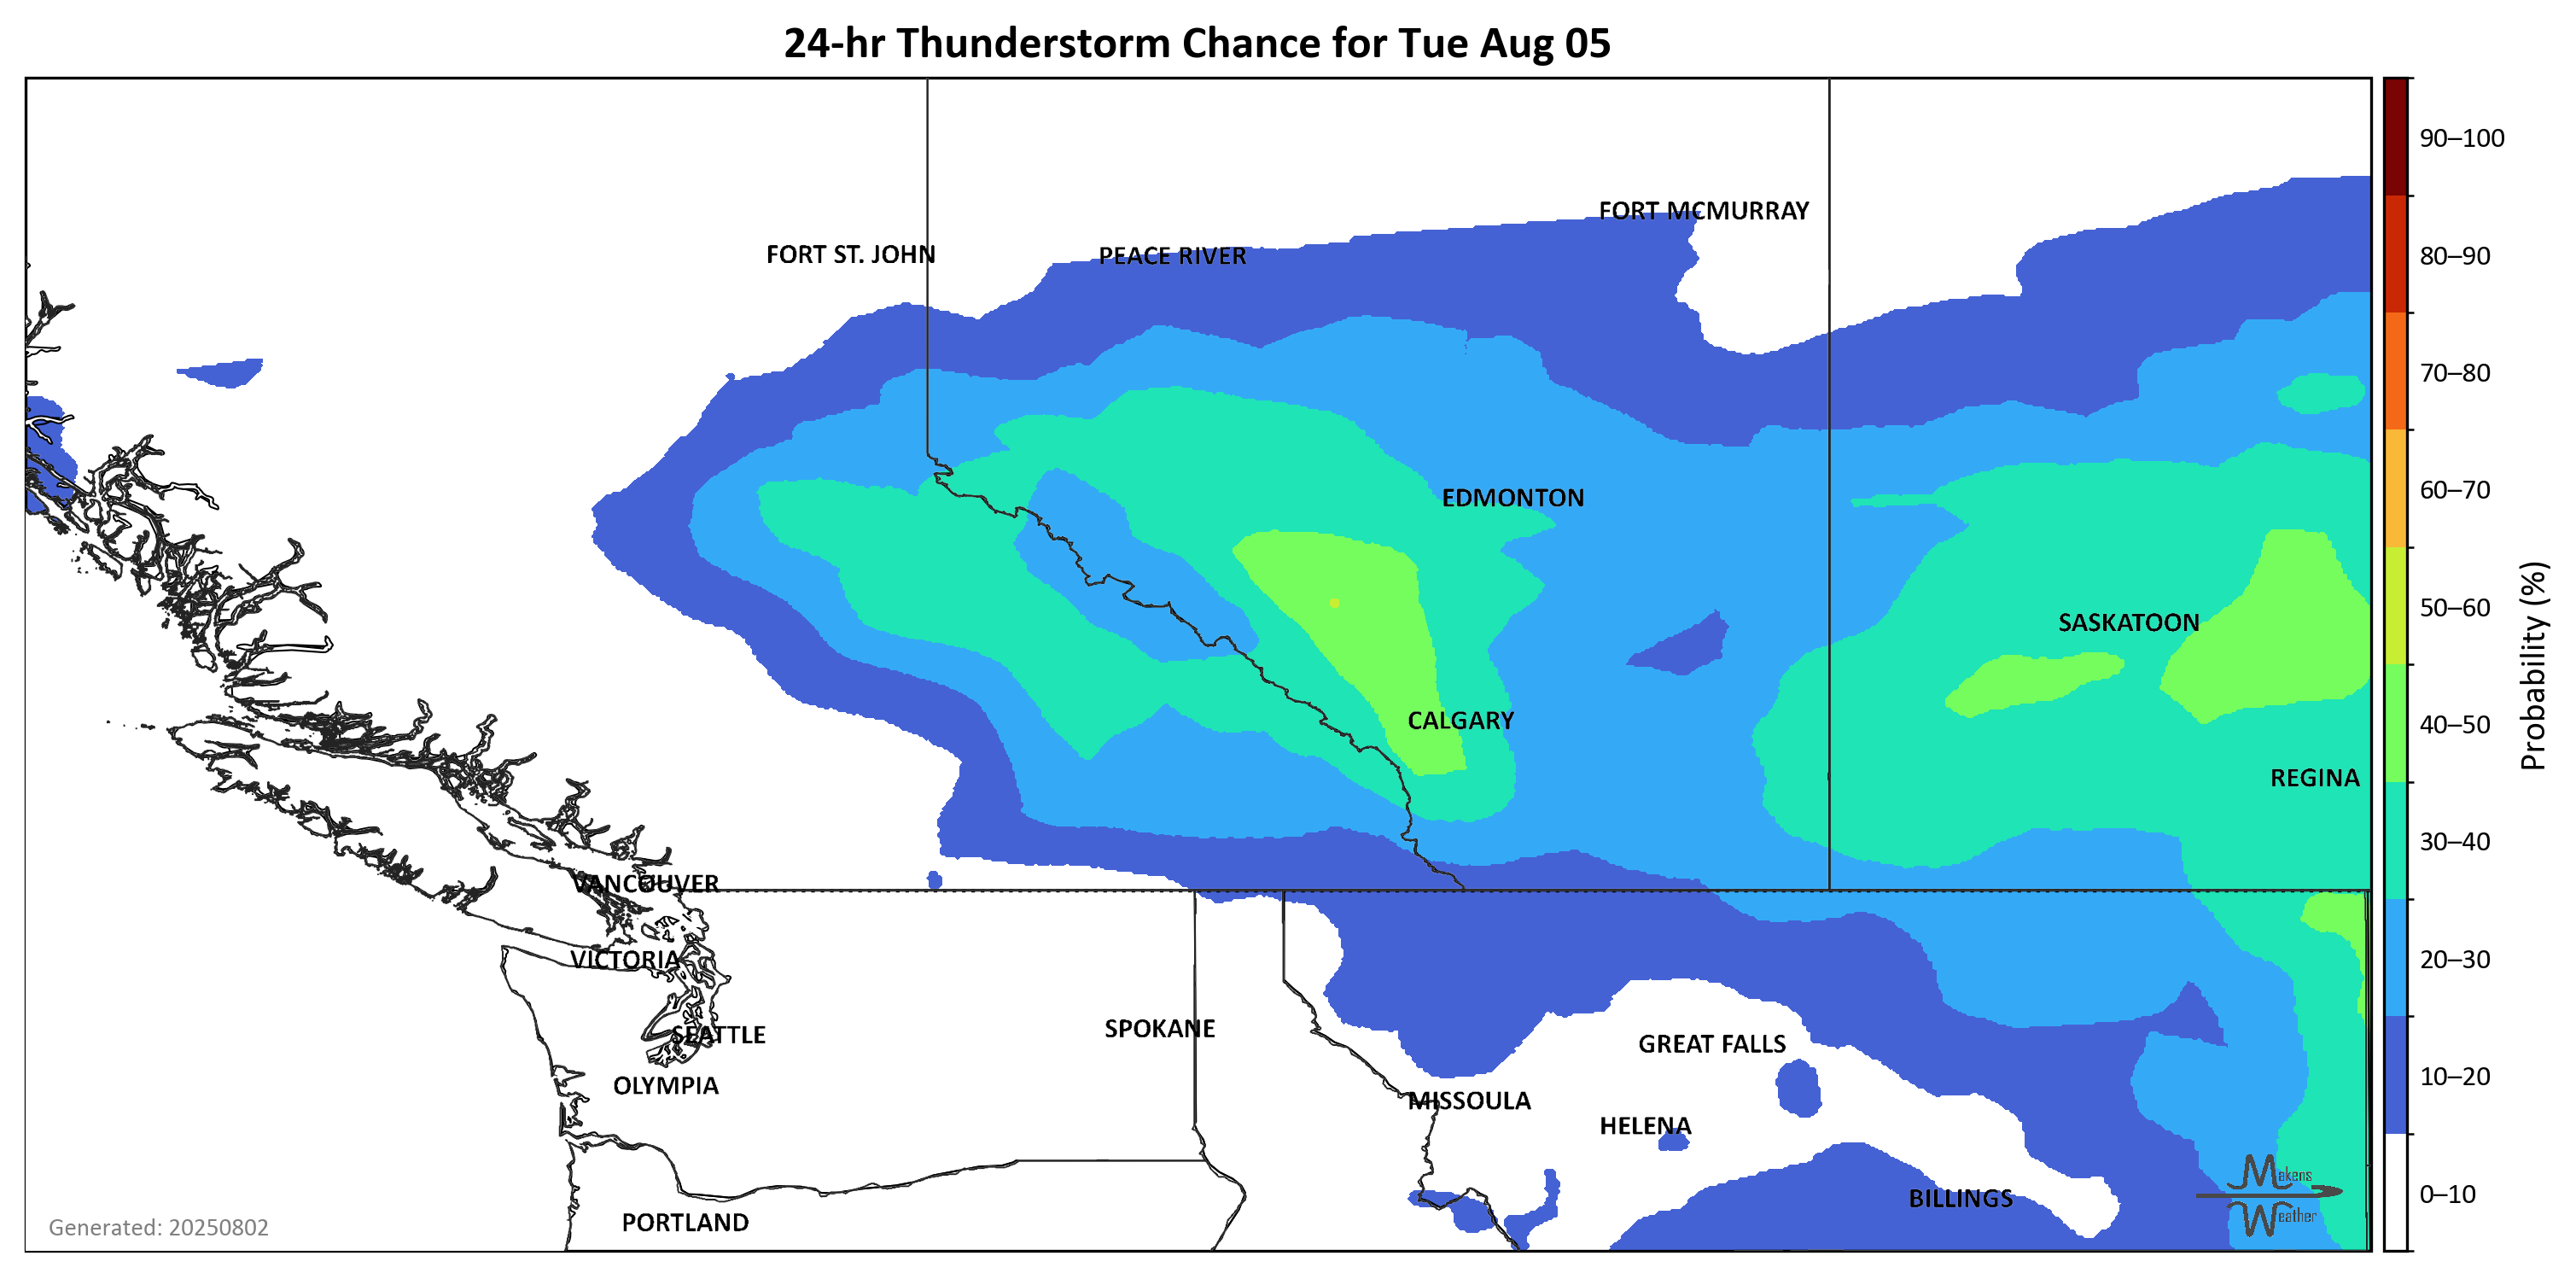 24-hr Thunderstorm Chance for Tue Aug 05
90–100
FORT MCMURRAY
FORT ST. JOHN
PEACE RIVER
80–90
70–80
60–70
EDMONTON
50–60
SASKATOON
Probability (%)
CALGARY
40–50
REGINA
30–40
VANCOUVER
VICTORIA
20–30
SPOKANE
SEATTLE
GREAT FALLS
OLYMPIA
10–20
MISSOULA
HELENA
Makens
Weather
0–10
BILLINGS
PORTLAND
Generated: 20250802